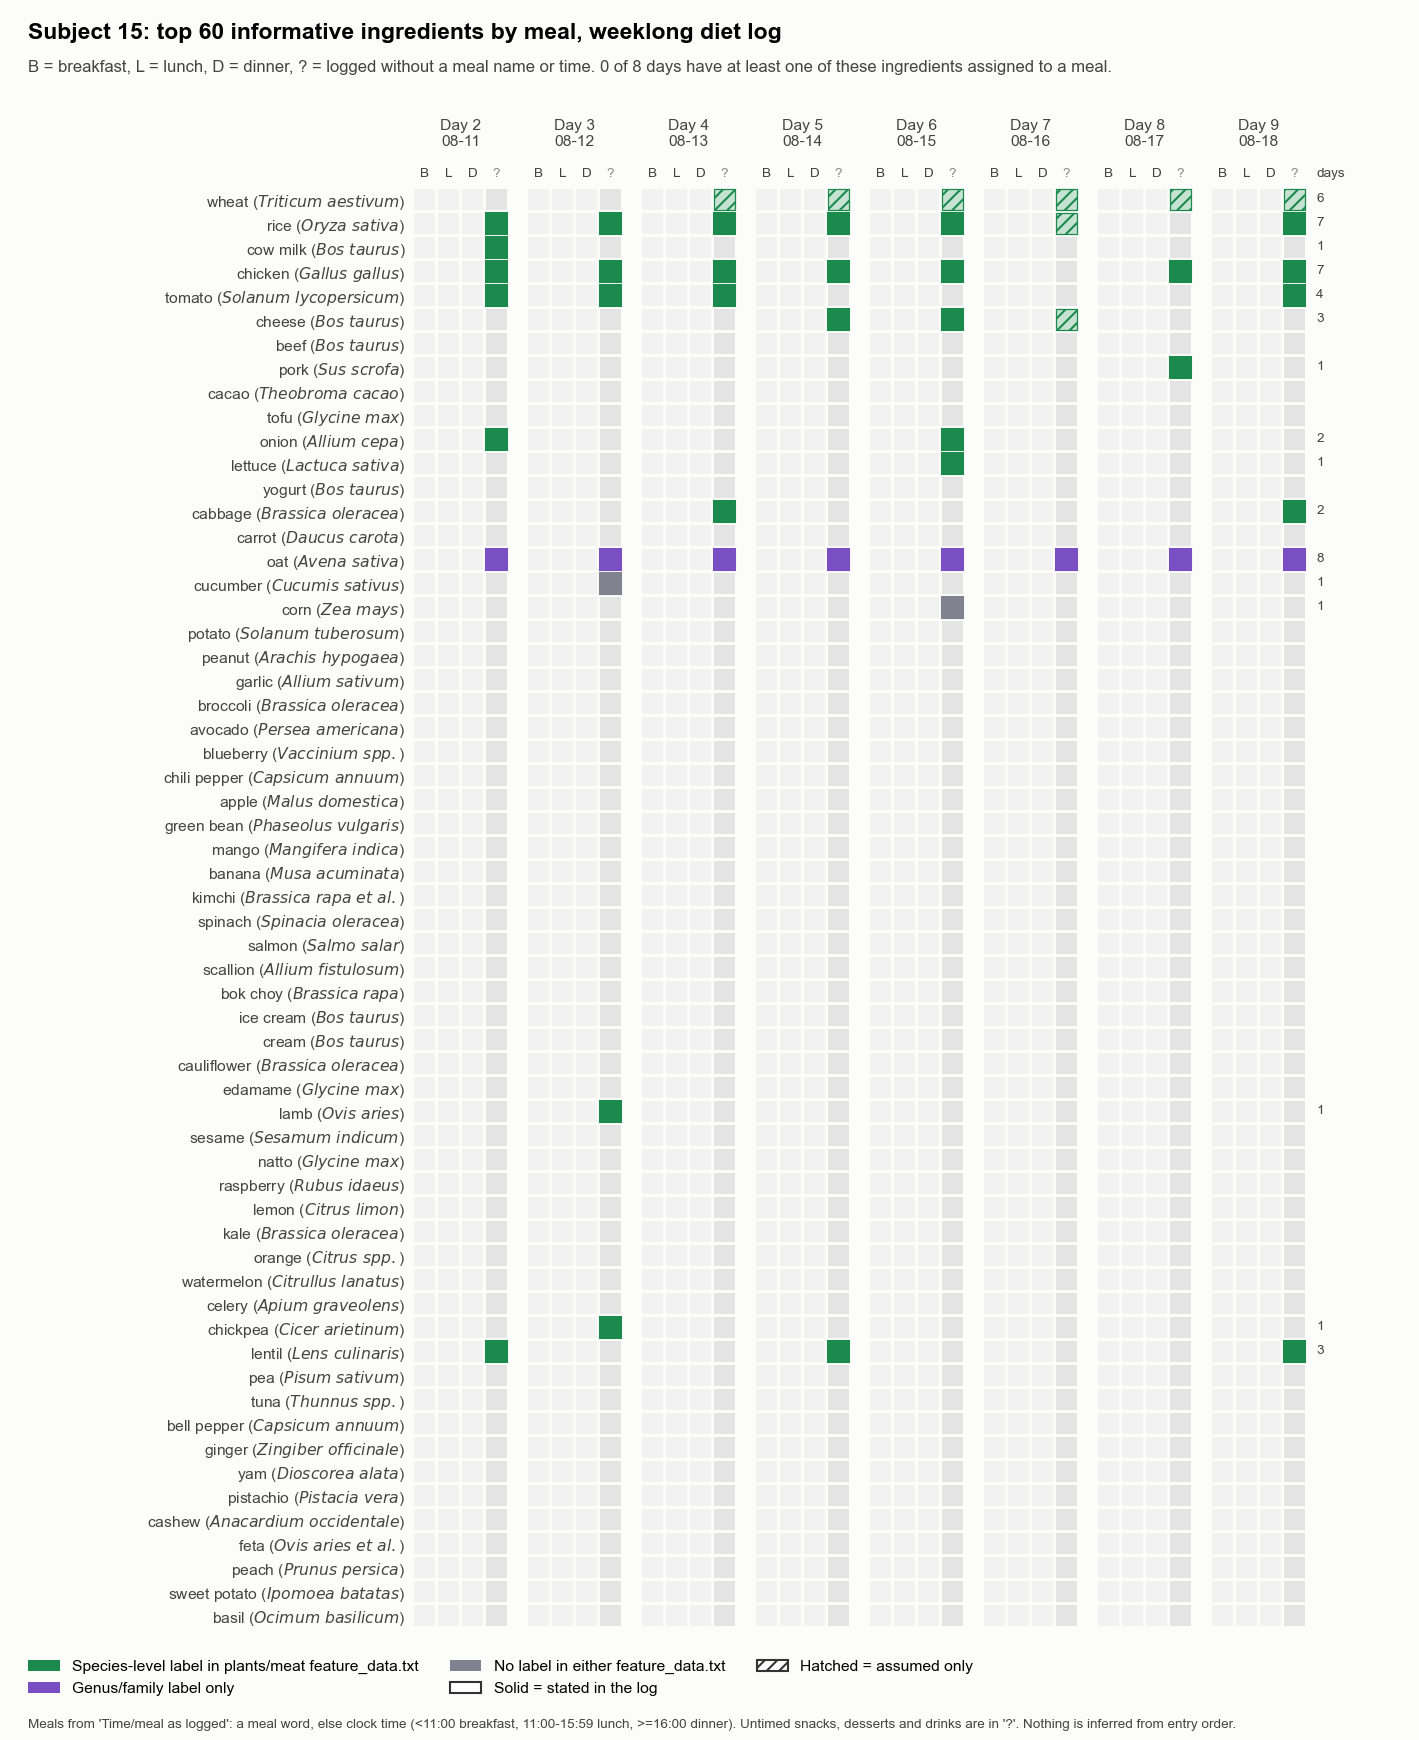 Subject 15: top 60 informative ingredients by meal, weeklong diet log
B = breakfast, L = lunch, D = dinner, ? = logged without a meal name or time. 0 of 8 days have at least one of these ingredients assigned to a meal.
Day 2 Day 3 Day 4 Day 5 Day 6 Day 7 Day 8 Day 9
08-11 08-12 08-13 08-14 08-15 08-16 08-17 08-18
B L D ? B L D ? B L D ? B L D ? B L D ? B L D ? B L D ? B L D ? days
wheat (Triticum aestivum) 6
rice (Oryza sativa) 7
cow milk (Bos taurus) 1
chicken (Gallus gallus) 7
tomato (Solanum lycopersicum) 4
cheese (Bos taurus) 3
beef (Bos taurus)
pork (Sus scrofa) 1
cacao (Theobroma cacao)
tofu (Glycine max)
onion (Allium cepa) 2
lettuce (Lactuca sativa) 1
yogurt (Bos taurus)
cabbage (Brassica oleracea) 2
carrot (Daucus carota)
oat (Avena sativa) 8
cucumber (Cucumis sativus) 1
corn (Zea mays) 1
potato (Solanum tuberosum)
peanut (Arachis hypogaea)
garlic (Allium sativum)
broccoli (Brassica oleracea)
avocado (Persea americana)
blueberry (Vaccinium spp. )
chili pepper (Capsicum annuum)
apple (Malus domestica)
green bean (Phaseolus vulgaris)
mango (Mangifera indica)
banana (Musa acuminata)
kimchi (Brassica rapa et al. )
spinach (Spinacia oleracea)
salmon (Salmo salar)
scallion (Allium fistulosum)
bok choy (Brassica rapa)
ice cream (Bos taurus)
cream (Bos taurus)
cauliflower (Brassica oleracea)
edamame (Glycine max)
lamb (Ovis aries) 1
sesame (Sesamum indicum)
natto (Glycine max)
raspberry (Rubus idaeus)
lemon (Citrus limon)
kale (Brassica oleracea)
orange (Citrus spp. )
watermelon (Citrullus lanatus)
celery (Apium graveolens)
chickpea (Cicer arietinum) 1
lentil (Lens culinaris) 3
pea (Pisum sativum)
tuna (Thunnus spp. )
bell pepper (Capsicum annuum)
ginger (Zingiber officinale)
yam (Dioscorea alata)
pistachio (Pistacia vera)
cashew (Anacardium occidentale)
feta (Ovis aries et al. )
peach (Prunus persica)
sweet potato (Ipomoea batatas)
basil (Ocimum basilicum)
Species-level label in plants/meat feature_data.txt No label in either feature_data.txt Hatched = assumed only
Genus/family label only Solid = stated in the log
Meals from 'Time/meal as logged': a meal word, else clock time (<11:00 breakfast, 11:00-15:59 lunch, >=16:00 dinner). Untimed snacks, desserts and drinks are in '?'. Nothing is inferred from entry order.